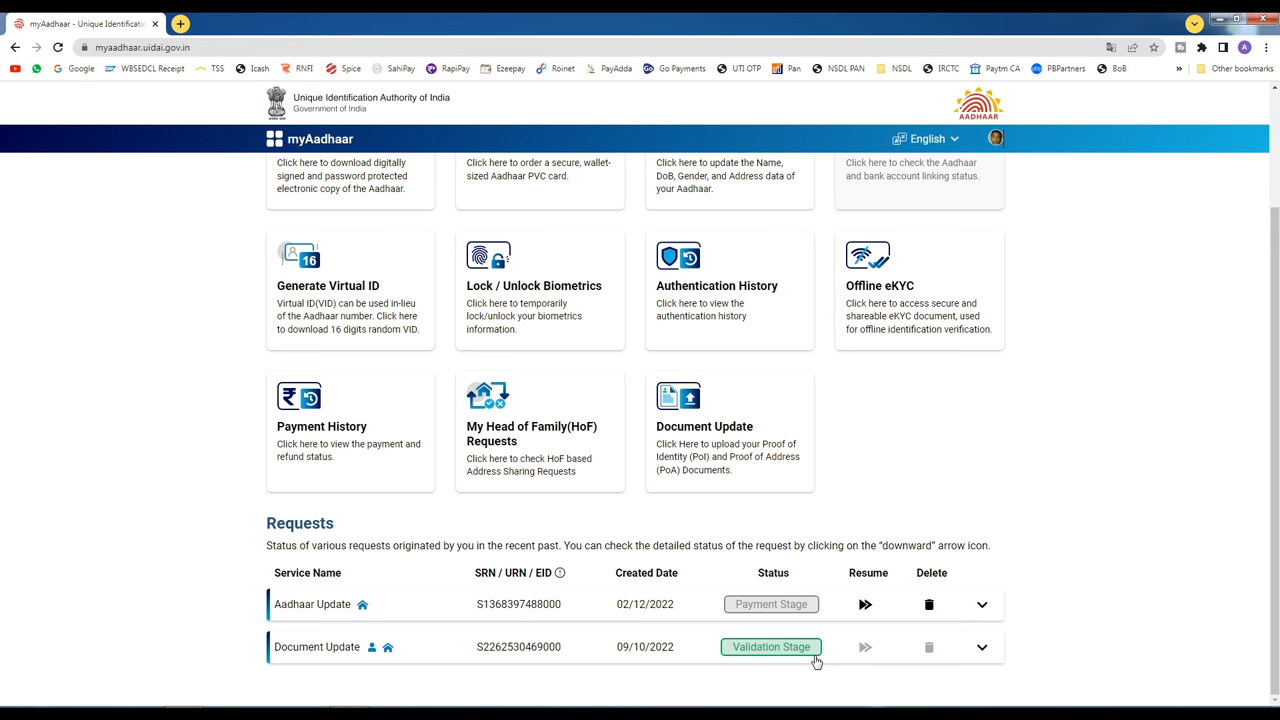 myAadhaar - Unique Identificatio
myaadhaar.uidai.gov.in
A
Google WBSEDCL Receipt TSS Icash RNFI Spice SahiPay RapiPay Ezeepay Roinet PayAdda Go Payments UTI OTP Pan NSDL PAN NSDL IRCTC Paytm CA PBPartners BoB » Other bookmarks
Unique Identification Authority of India
Government of India
AADHAAR
myAadhaar
English
Click here to download digitally
signed and password protected
electronic copy of the Aadhaar.
Click here to order a secure, wallet-
sized Aadhaar PVC card.
Click here to update the Name,
DoB, Gender, and Address data of
your Aadhaar.
Click here to check the Aadhaar
and bank account linking status.
16
Generate Virtual ID
Virtual ID(VID) can be used in-lieu
of the Aadhaar number. Click here
to download 16 digits random VID.
Lock / Unlock Biometrics
Click here to temporarily
lock/unlock your biometrics
information.
Authentication History
Click here to view the
authentication history
Offline eKYC
Click here to access secure and
shareable eKYC document, used
for offline identification verification.
₹
Payment History
Click here to view the payment and
refund status.
My Head of Family(HoF)
Requests
Click here to check HoF based
Address Sharing Requests
Document Update
Click Here to upload your Proof of
Identity (PoI) and Proof of Address
(PoA) Documents.
Requests
Status of various requests originated by you in the recent past. You can check the detailed status of the request by clicking on the “downward” arrow icon.
Service Name SRN / URN / EID Created Date Status Resume Delete
Aadhaar Update S1368397488000 02/12/2022 Payment Stage
Document Update S2262530469000 09/10/2022 Validation Stage